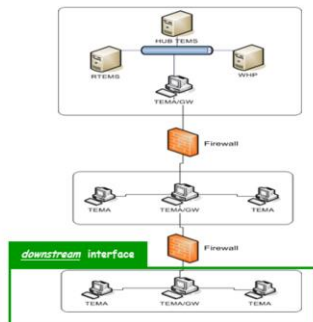 HUB TEMS
RTEMS
WHP
TEMA/GW
Firewall
TEMA
TEMA/GW
TEMA
downstream interface
Firewall
TEMA
TEMA/GW
TEMA